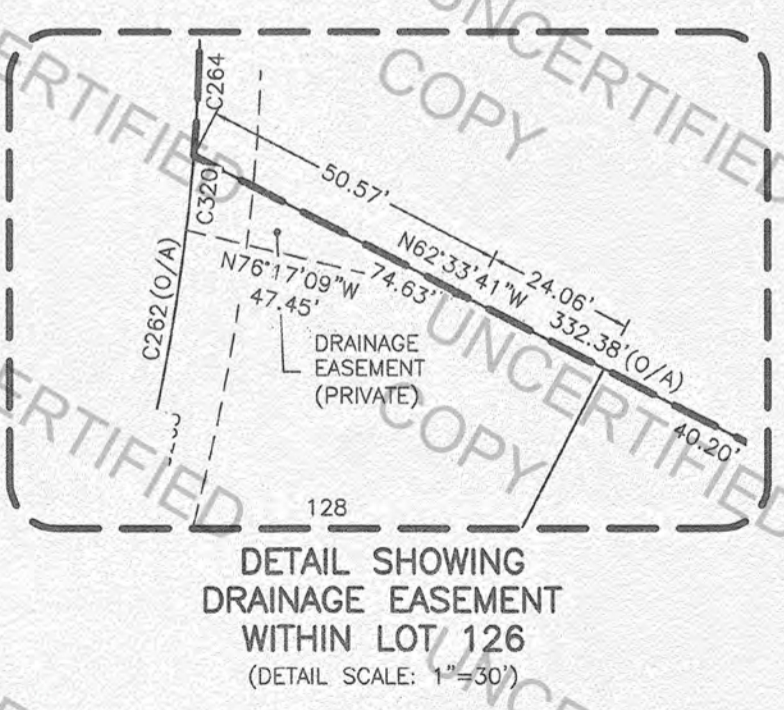 C264
C320
50.57'
N62°33'41"W
24.06'
74.63'
332.38'(O/A)
N76°17'09"W
47.45'
C262(O/A)
DRAINAGE
EASEMENT
(PRIVATE)
40.20'
128
DETAIL SHOWING
DRAINAGE EASEMENT
WITHIN LOT 126
(DETAIL SCALE: 1"=30')
UNCERTIFIED
COPY
UNCERTIFIED
COPY